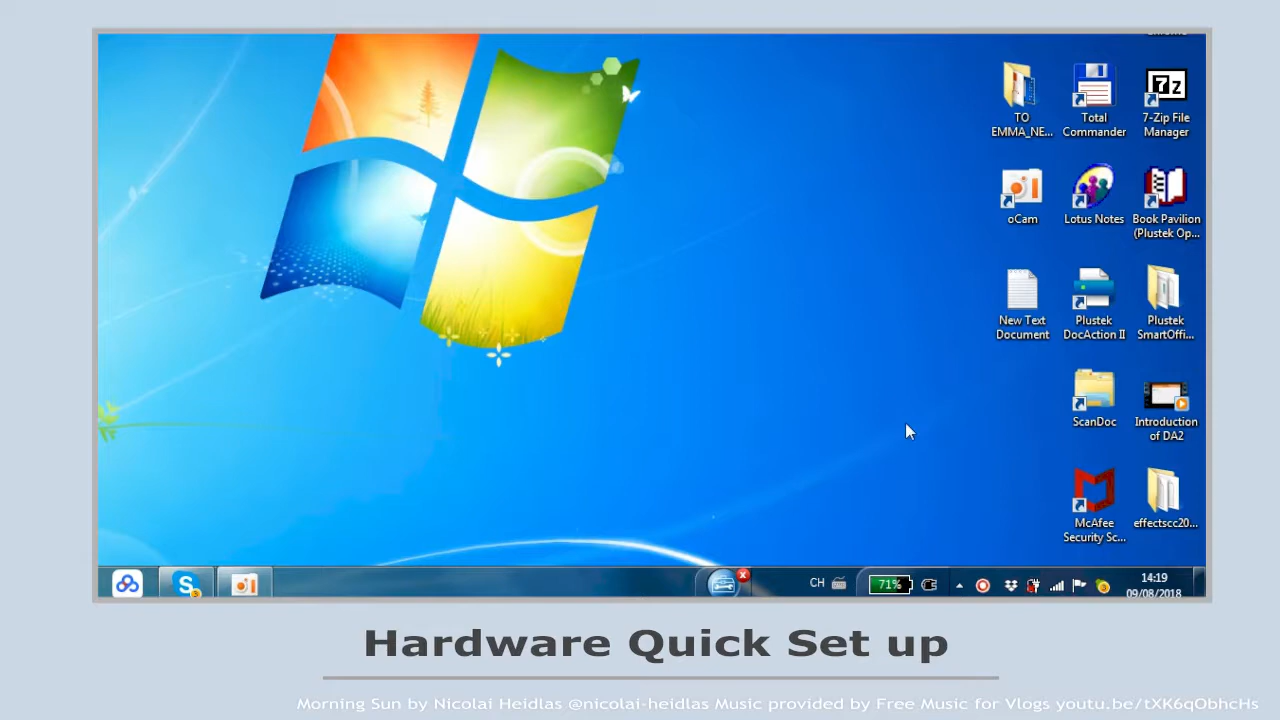 TO
EMMA_NE...
Total
Commander
7-Zip File
Manager
oCam
Lotus Notes
Book Pavilion
(Plustek Op...
New Text
Document
Plustek
DocAction II
Plustek
SmartOffi...
ScanDoc
Introduction
of DA2
McAfee
Security Sc...
effectscc20...
CH
71%
14:19
09/08/2018
Hardware Quick Set up
Morning Sun by Nicolai Heidlas @nicolai-heidlas Music provided by Free Music for Vlogs youtu.be/tXK6qObhcHs